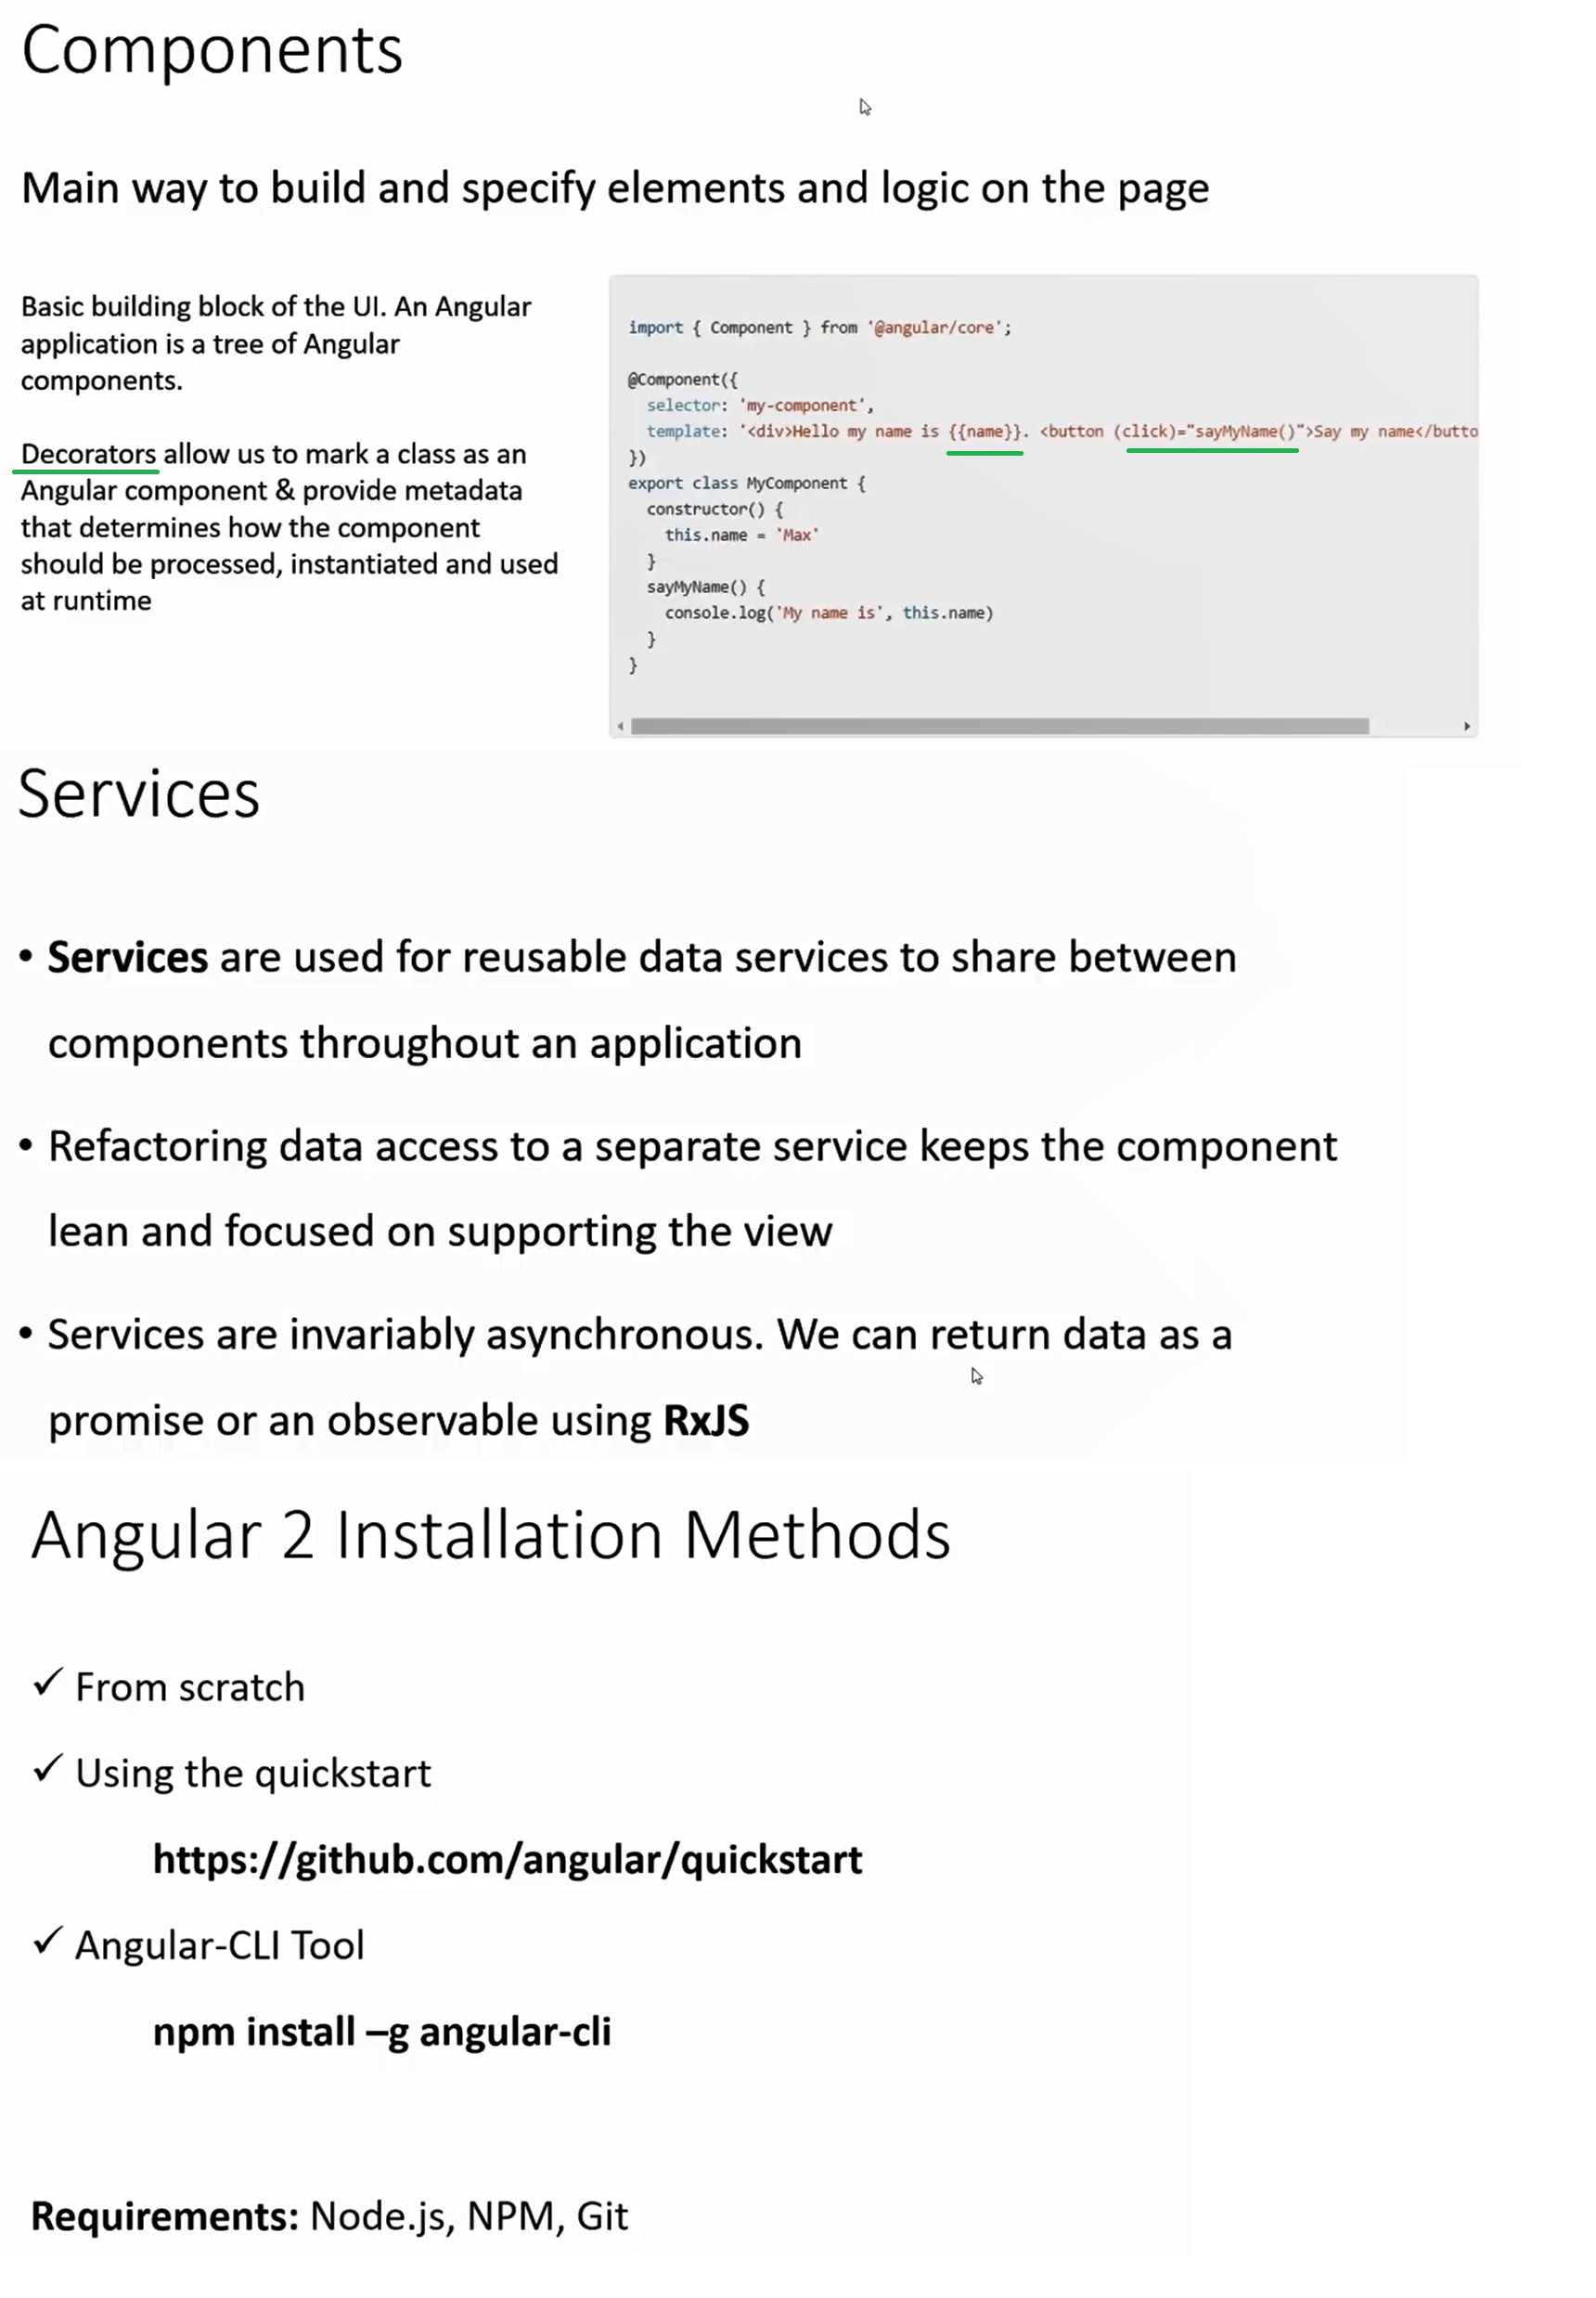 Components
Main way to build and specify elements and logic on the page
Basic building block of the UI. An Angular
application is a tree of Angular
components.
Decorators allow us to mark a class as an
Angular component & provide metadata
that determines how the component
should be processed, instantiated and used
at runtime
import { Component } from '@angular/core';
@Component({
selector: 'my-component',
template: '<div>Hello my name is {{name}}. <button (click)="sayMyName()">Say my name</butto
})
export class MyComponent {
constructor() {
this.name = 'Max'
}
sayMyName() {
console.log('My name is', this.name)
}
}
Services
• Services are used for reusable data services to share between
components throughout an application
• Refactoring data access to a separate service keeps the component
lean and focused on supporting the view
• Services are invariably asynchronous. We can return data as a
promise or an observable using RxJS
Angular 2 Installation Methods
✓ From scratch
✓ Using the quickstart
https://github.com/angular/quickstart
✓ Angular-CLI Tool
npm install –g angular-cli
Requirements: Node.js, NPM, Git